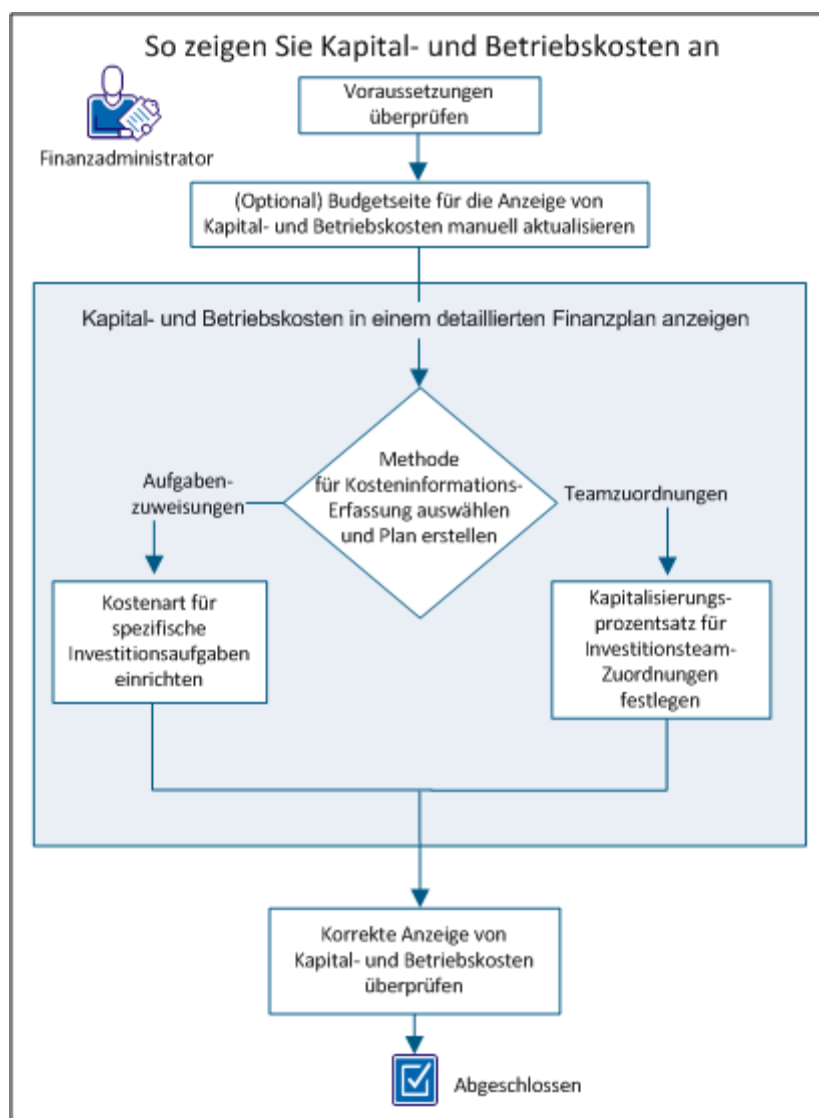 So zeigen Sie Kapital- und Betriebskosten an
Finanzadministrator
Voraussetzungen
überprüfen
(Optional) Budgetseite für die Anzeige von
Kapital- und Betriebskosten manuell aktualisieren
Kapital- und Betriebskosten in einem detaillierten Finanzplan anzeigen
Methode
für Kosteninformations-
Erfassung auswählen
und Plan erstellen
Aufgaben-
zuweisungen
Teamzuordnungen
Kostenart für
spezifische
Investitionsaufgaben
einrichten
Kapitalisierungs-
prozentsatz für
Investitionsteam-
Zuordnungen
festlegen
Korrekte Anzeige von
Kapital- und Betriebskosten
überprüfen
Abgeschlossen